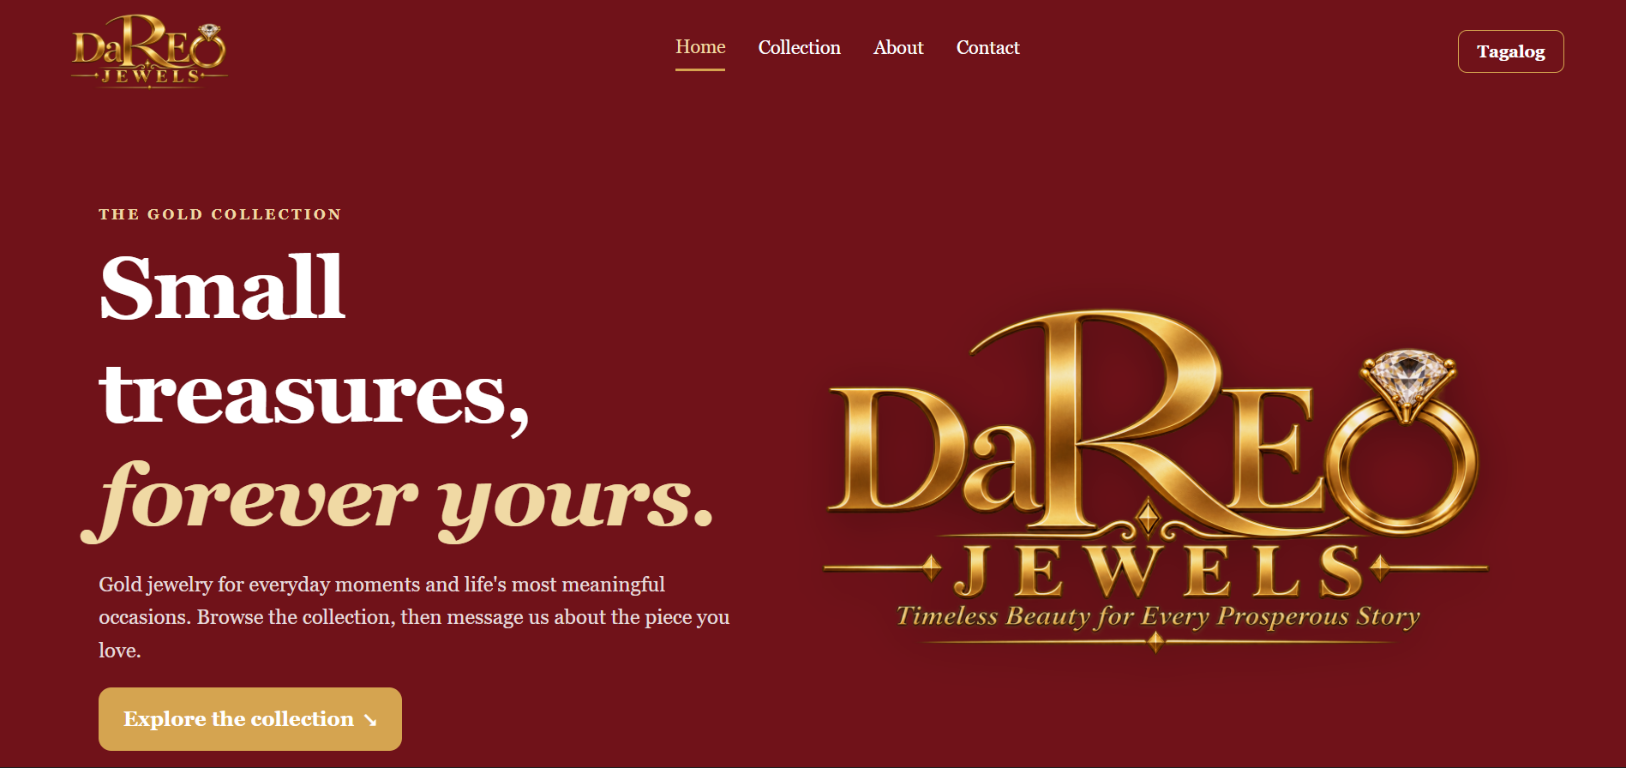 DaREO
JEWELS
Home Collection About Contact
Tagalog
THE GOLD COLLECTION
Small
treasures,
forever yours.
Gold jewelry for everyday moments and life's most meaningful
occasions. Browse the collection, then message us about the piece you
love.
Explore the collection ↘
DaREO
JEWELS
Timeless Beauty for Every Prosperous Story